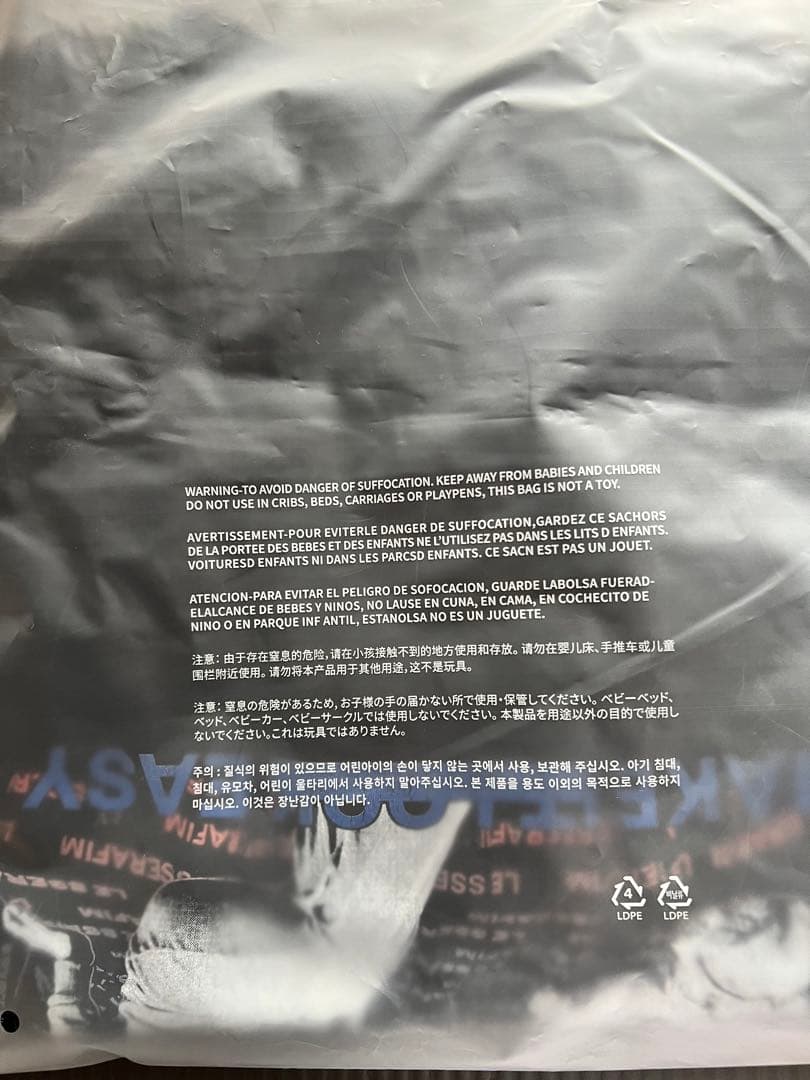 WARNING-TO AVOID DANGER OF SUFFOCATION. KEEP AWAY FROM BABIES AND CHILDREN
DO NOT USE IN CRIBS, BEDS, CARRIAGES OR PLAYPENS, THIS BAG IS NOT A TOY.
AVERTISSEMENT-POUR EVITERLE DANGER DE SUFFOCATION,GARDEZ CE SACHORS
DE LA PORTEE DES BEBES ET DES ENFANTS NE L'UTILISEZ PAS DANS LES LITS D ENFANTS.
VOITURESD ENFANTS NI DANS LES PARCSD ENFANTS. CE SACN EST PAS UN JOUET.
ATENCION-PARA EVITAR EL PELIGRO DE SOFOCACION, GUARDE LABOLSA FUERAD-
ELALCANCE DE BEBES Y NINOS, NO LAUSE EN CUNA, EN CAMA, EN COCHECITO DE
NINO O EN PARQUE INF ANTIL, ESTANOLSA NO ES UN JUGUETE.
注意：由于存在窒息的危险,请在小孩接触不到的地方使用和存放。请勿在婴儿床、手推车或儿童
围栏附近使用。请勿将本产品用于其他用途,这不是玩具。
注意：窒息の危険があるため, お子様の手の届かない所で使用・保管してください。ベビーベッド、
ベッド、ベビーカー、ベビーサークルでは使用しないでください。本製品を用途以外の目的で使用し
ないでください。これは玩具ではありません。
주의 : 질식의 위험이 있으므로 어린아이의 손이 닿지 않는 곳에서 사용, 보관해 주십시오. 아기 침대,
침대, 유모차, 어린이 울타리에서 사용하지 말아주십시오. 본 제품을 용도 이외의 목적으로 사용하지
마십시오. 이것은 장난감이 아닙니다.
MAKE IT LOOK EASY
LE SSERAFIM
4
LDPE
비닐류
LDPE